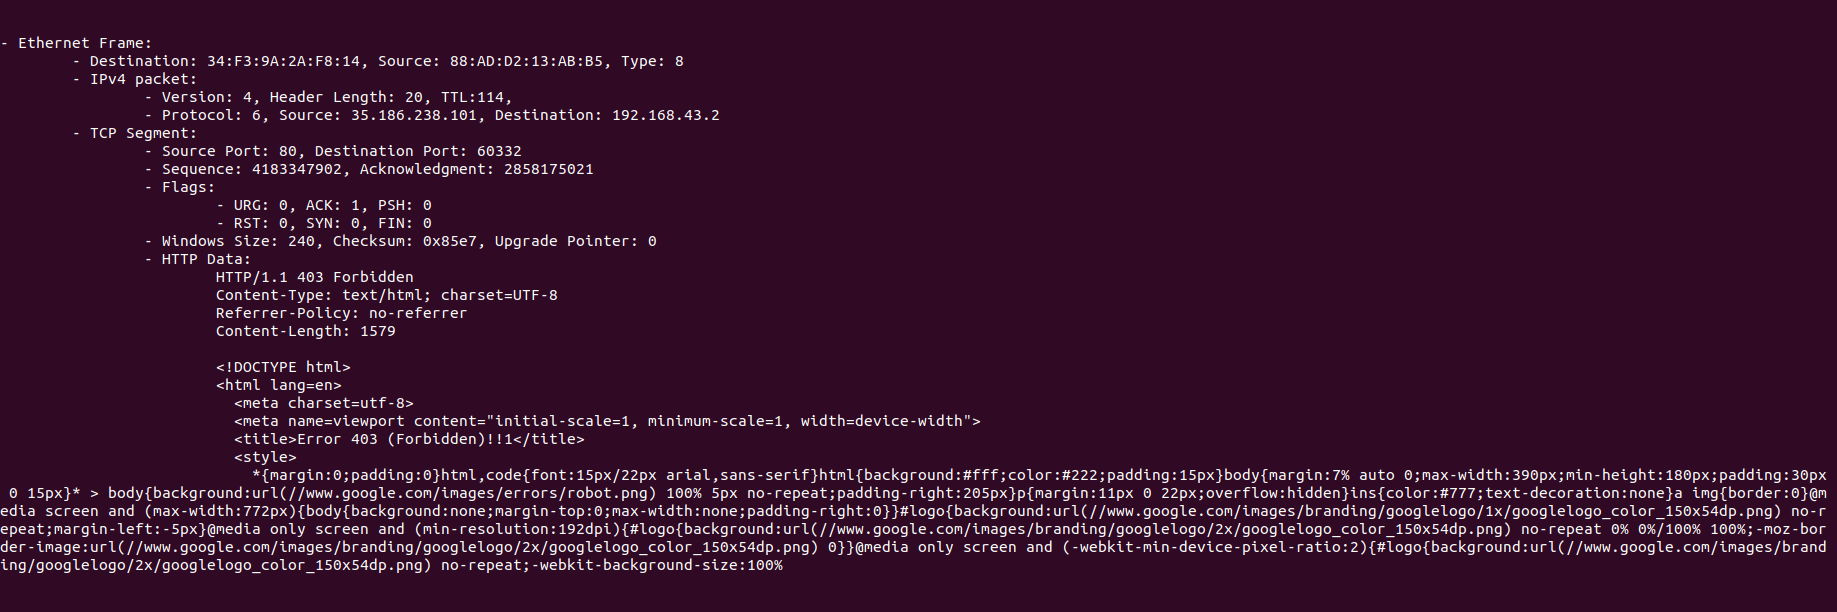 - Ethernet Frame:
- Destination: 34:F3:9A:2A:F8:14, Source: 88:AD:D2:13:AB:B5, Type: 8
- IPv4 packet:
- Version: 4, Header Length: 20, TTL:114,
- Protocol: 6, Source: 35.186.238.101, Destination: 192.168.43.2
- TCP Segment:
- Source Port: 80, Destination Port: 60332
- Sequence: 4183347902, Acknowledgment: 2858175021
- Flags:
- URG: 0, ACK: 1, PSH: 0
- RST: 0, SYN: 0, FIN: 0
- Windows Size: 240, Checksum: 0x85e7, Upgrade Pointer: 0
- HTTP Data:
HTTP/1.1 403 Forbidden
Content-Type: text/html; charset=UTF-8
Referrer-Policy: no-referrer
Content-Length: 1579
<!DOCTYPE html>
<html lang=en>
<meta charset=utf-8>
<meta name=viewport content="initial-scale=1, minimum-scale=1, width=device-width">
<title>Error 403 (Forbidden)!!1</title>
<style>
*{margin:0;padding:0}html,code{font:15px/22px arial,sans-serif}html{background:#fff;color:#222;padding:15px}body{margin:7% auto 0;max-width:390px;min-height:180px;padding:30px
0 15px}* > body{background:url(//www.google.com/images/errors/robot.png) 100% 5px no-repeat;padding-right:205px}p{margin:11px 0 22px;overflow:hidden}ins{color:#777;text-decoration:none}a img{border:0}@m
edia screen and (max-width:772px){body{background:none;margin-top:0;max-width:none;padding-right:0}}#logo{background:url(//www.google.com/images/branding/googlelogo/1x/googlelogo_color_150x54dp.png) no-r
epeat;margin-left:-5px}@media only screen and (min-resolution:192dpi){#logo{background:url(//www.google.com/images/branding/googlelogo/2x/googlelogo_color_150x54dp.png) no-repeat 0% 0%/100% 100%;-moz-bor
der-image:url(//www.google.com/images/branding/googlelogo/2x/googlelogo_color_150x54dp.png) 0}}@media only screen and (-webkit-min-device-pixel-ratio:2){#logo{background:url(//www.google.com/images/brand
ing/googlelogo/2x/googlelogo_color_150x54dp.png) no-repeat;-webkit-background-size:100%